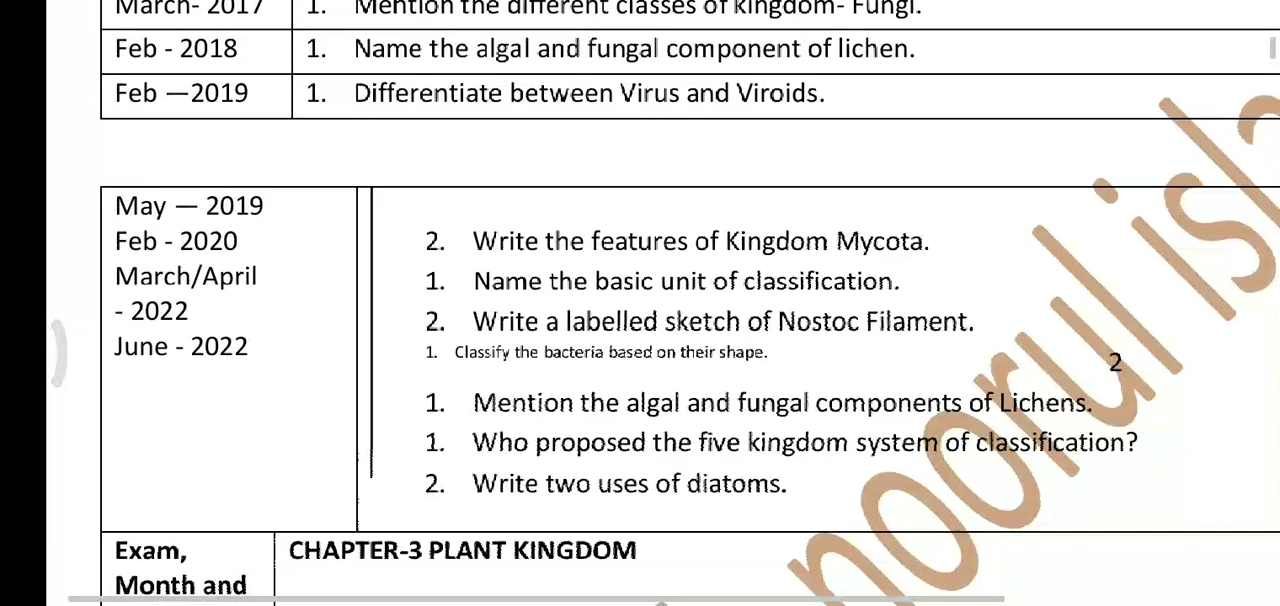 March- 2017 1. Mention the different classes of kingdom- Fungi.
Feb - 2018 1. Name the algal and fungal component of lichen.
Feb —2019 1. Differentiate between Virus and Viroids.
May — 2019
Feb - 2020
March/April
- 2022
June - 2022
2. Write the features of Kingdom Mycota.
1. Name the basic unit of classification.
2. Write a labelled sketch of Nostoc Filament.
1. Classify the bacteria based on their shape.
2
1. Mention the algal and fungal components of Lichens.
1. Who proposed the five kingdom system of classification?
2. Write two uses of diatoms.
Exam,
Month and
CHAPTER-3 PLANT KINGDOM
noorul isla